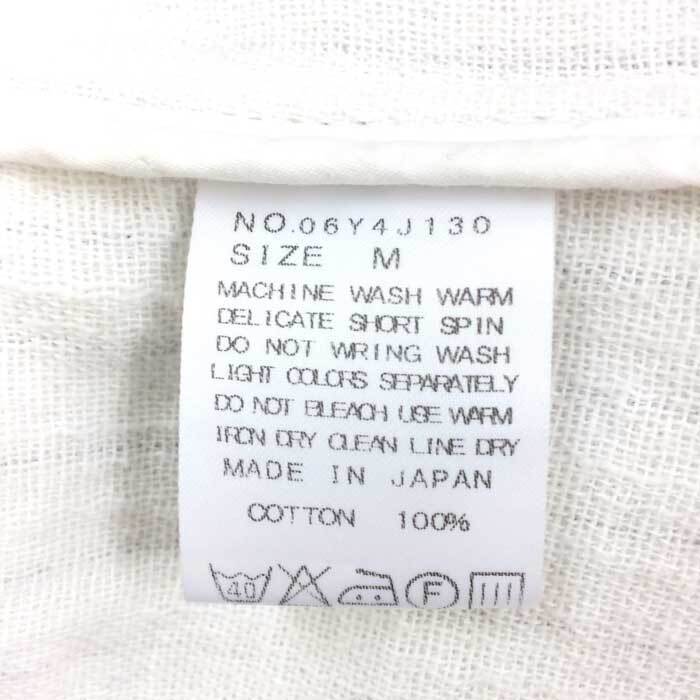 NO.06Y4J130
SIZE M
MACHINE WASH WARM
DELICATE SHORT SPIN
DO NOT WRING WASH
LIGHT COLORS SEPARATELY
DO NOT BLEACH USE WARM
IRON DRY CLEAN LINE DRY
MADE IN JAPAN
COTTON 100%
40 F